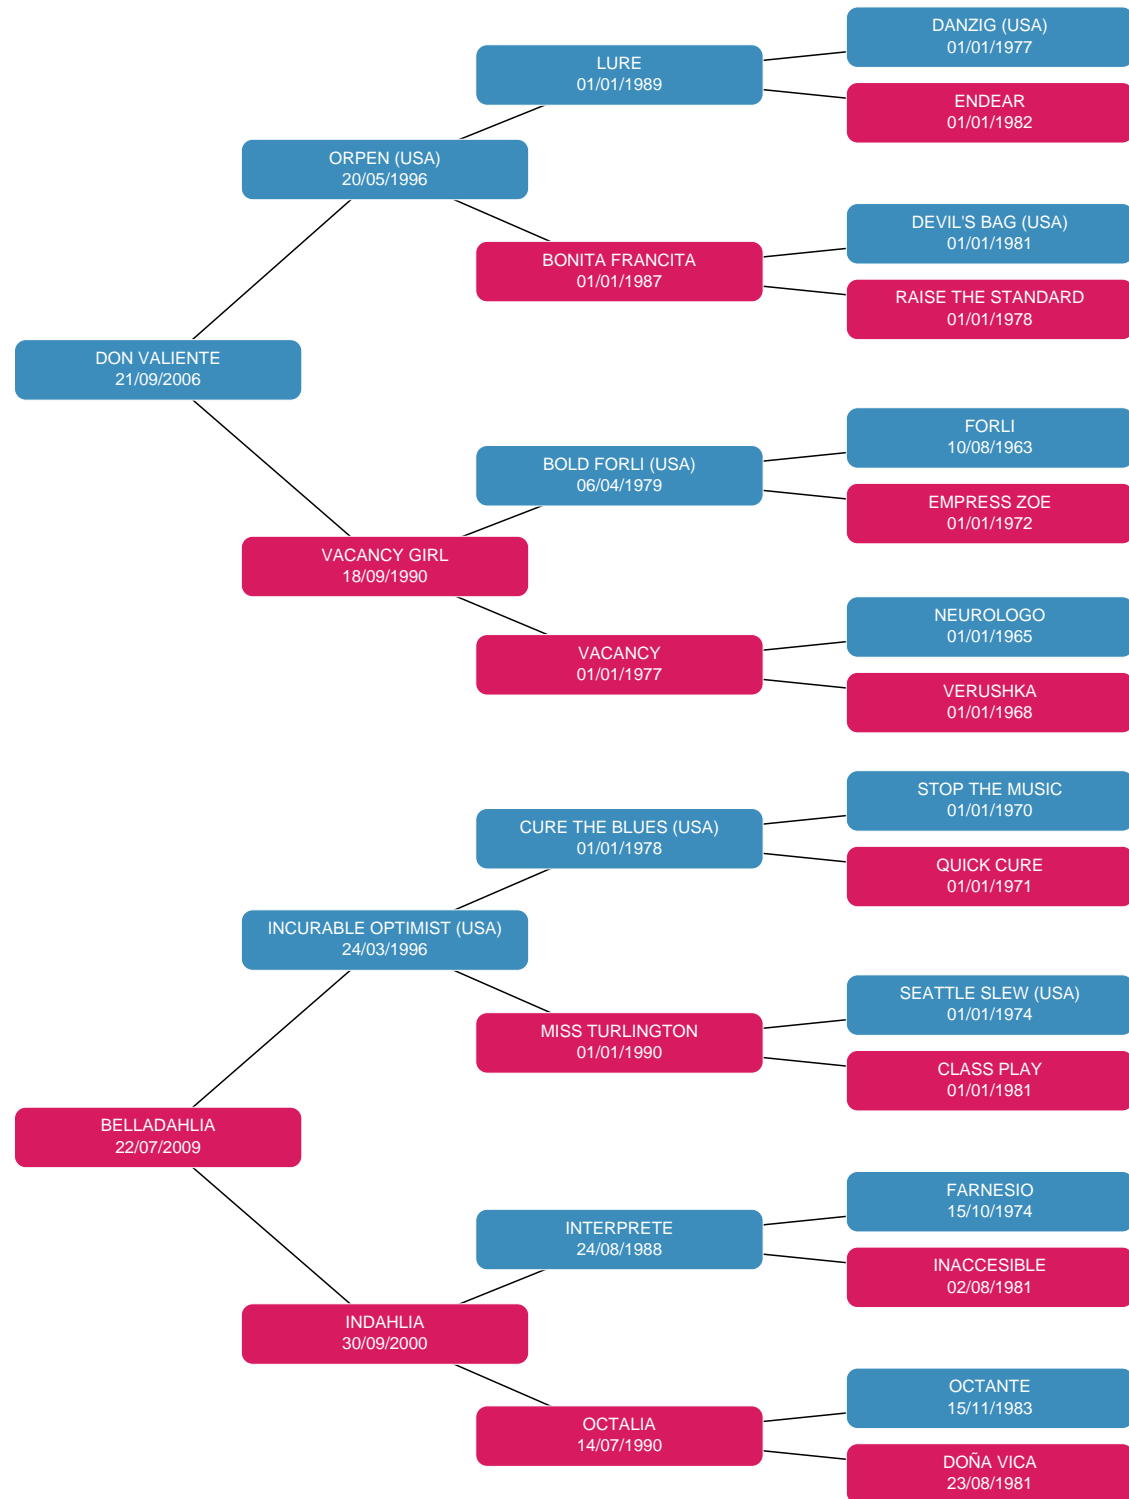 DANZIG (USA)
01/01/1977
LURE
01/01/1989
ENDEAR
01/01/1982
ORPEN (USA)
20/05/1996
DEVIL'S BAG (USA)
01/01/1981
BONITA FRANCITA
01/01/1987
RAISE THE STANDARD
01/01/1978
DON VALIENTE
21/09/2006
FORLI
10/08/1963
BOLD FORLI (USA)
06/04/1979
EMPRESS ZOE
01/01/1972
VACANCY GIRL
18/09/1990
NEUROLOGO
01/01/1965
VACANCY
01/01/1977
VERUSHKA
01/01/1968
STOP THE MUSIC
01/01/1970
CURE THE BLUES (USA)
01/01/1978
QUICK CURE
01/01/1971
INCURABLE OPTIMIST (USA)
24/03/1996
SEATTLE SLEW (USA)
01/01/1974
MISS TURLINGTON
01/01/1990
CLASS PLAY
01/01/1981
BELLADAHLIA
22/07/2009
FARNESIO
15/10/1974
INTERPRETE
24/08/1988
INACCESIBLE
02/08/1981
INDAHLIA
30/09/2000
OCTANTE
15/11/1983
OCTALIA
14/07/1990
DOÑA VICA
23/08/1981